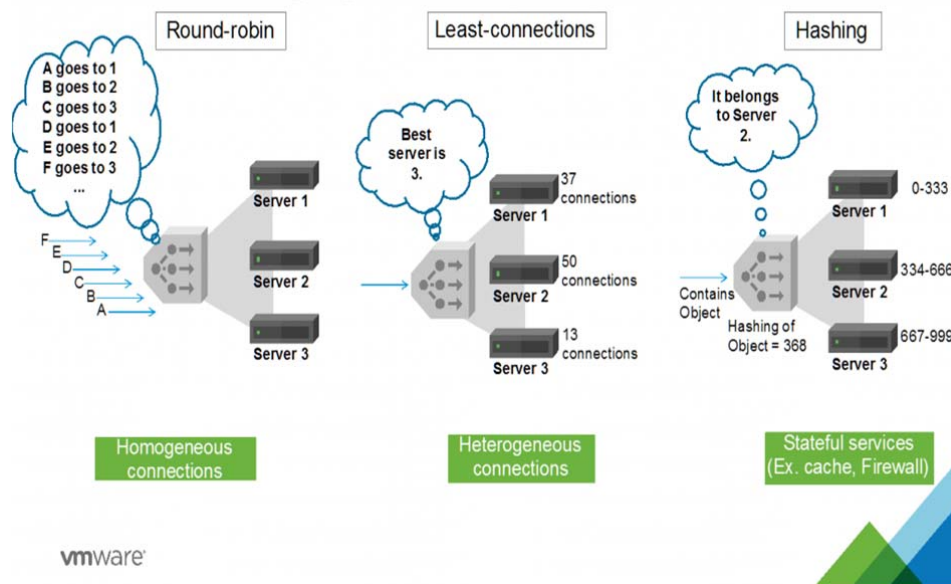 Round-robin
A goes to 1
B goes to 2
C goes to 3
D goes to 1
E goes to 2
F goes to 3
...
F
E
D
C
B
A
Server 1
Server 2
Server 3
Homogeneous
connections
Least-connections
Best
server is
3.
37
connections
Server 1
50
connections
Server 2
13
connections
Server 3
Heterogeneous
connections
Hashing
It belongs
to Server
2.
Contains
Object
Hashing of
Object = 368
0-333
Server 1
334-666
Server 2
667-999
Server 3
Stateful services
(Ex. cache, Firewall)
vmware